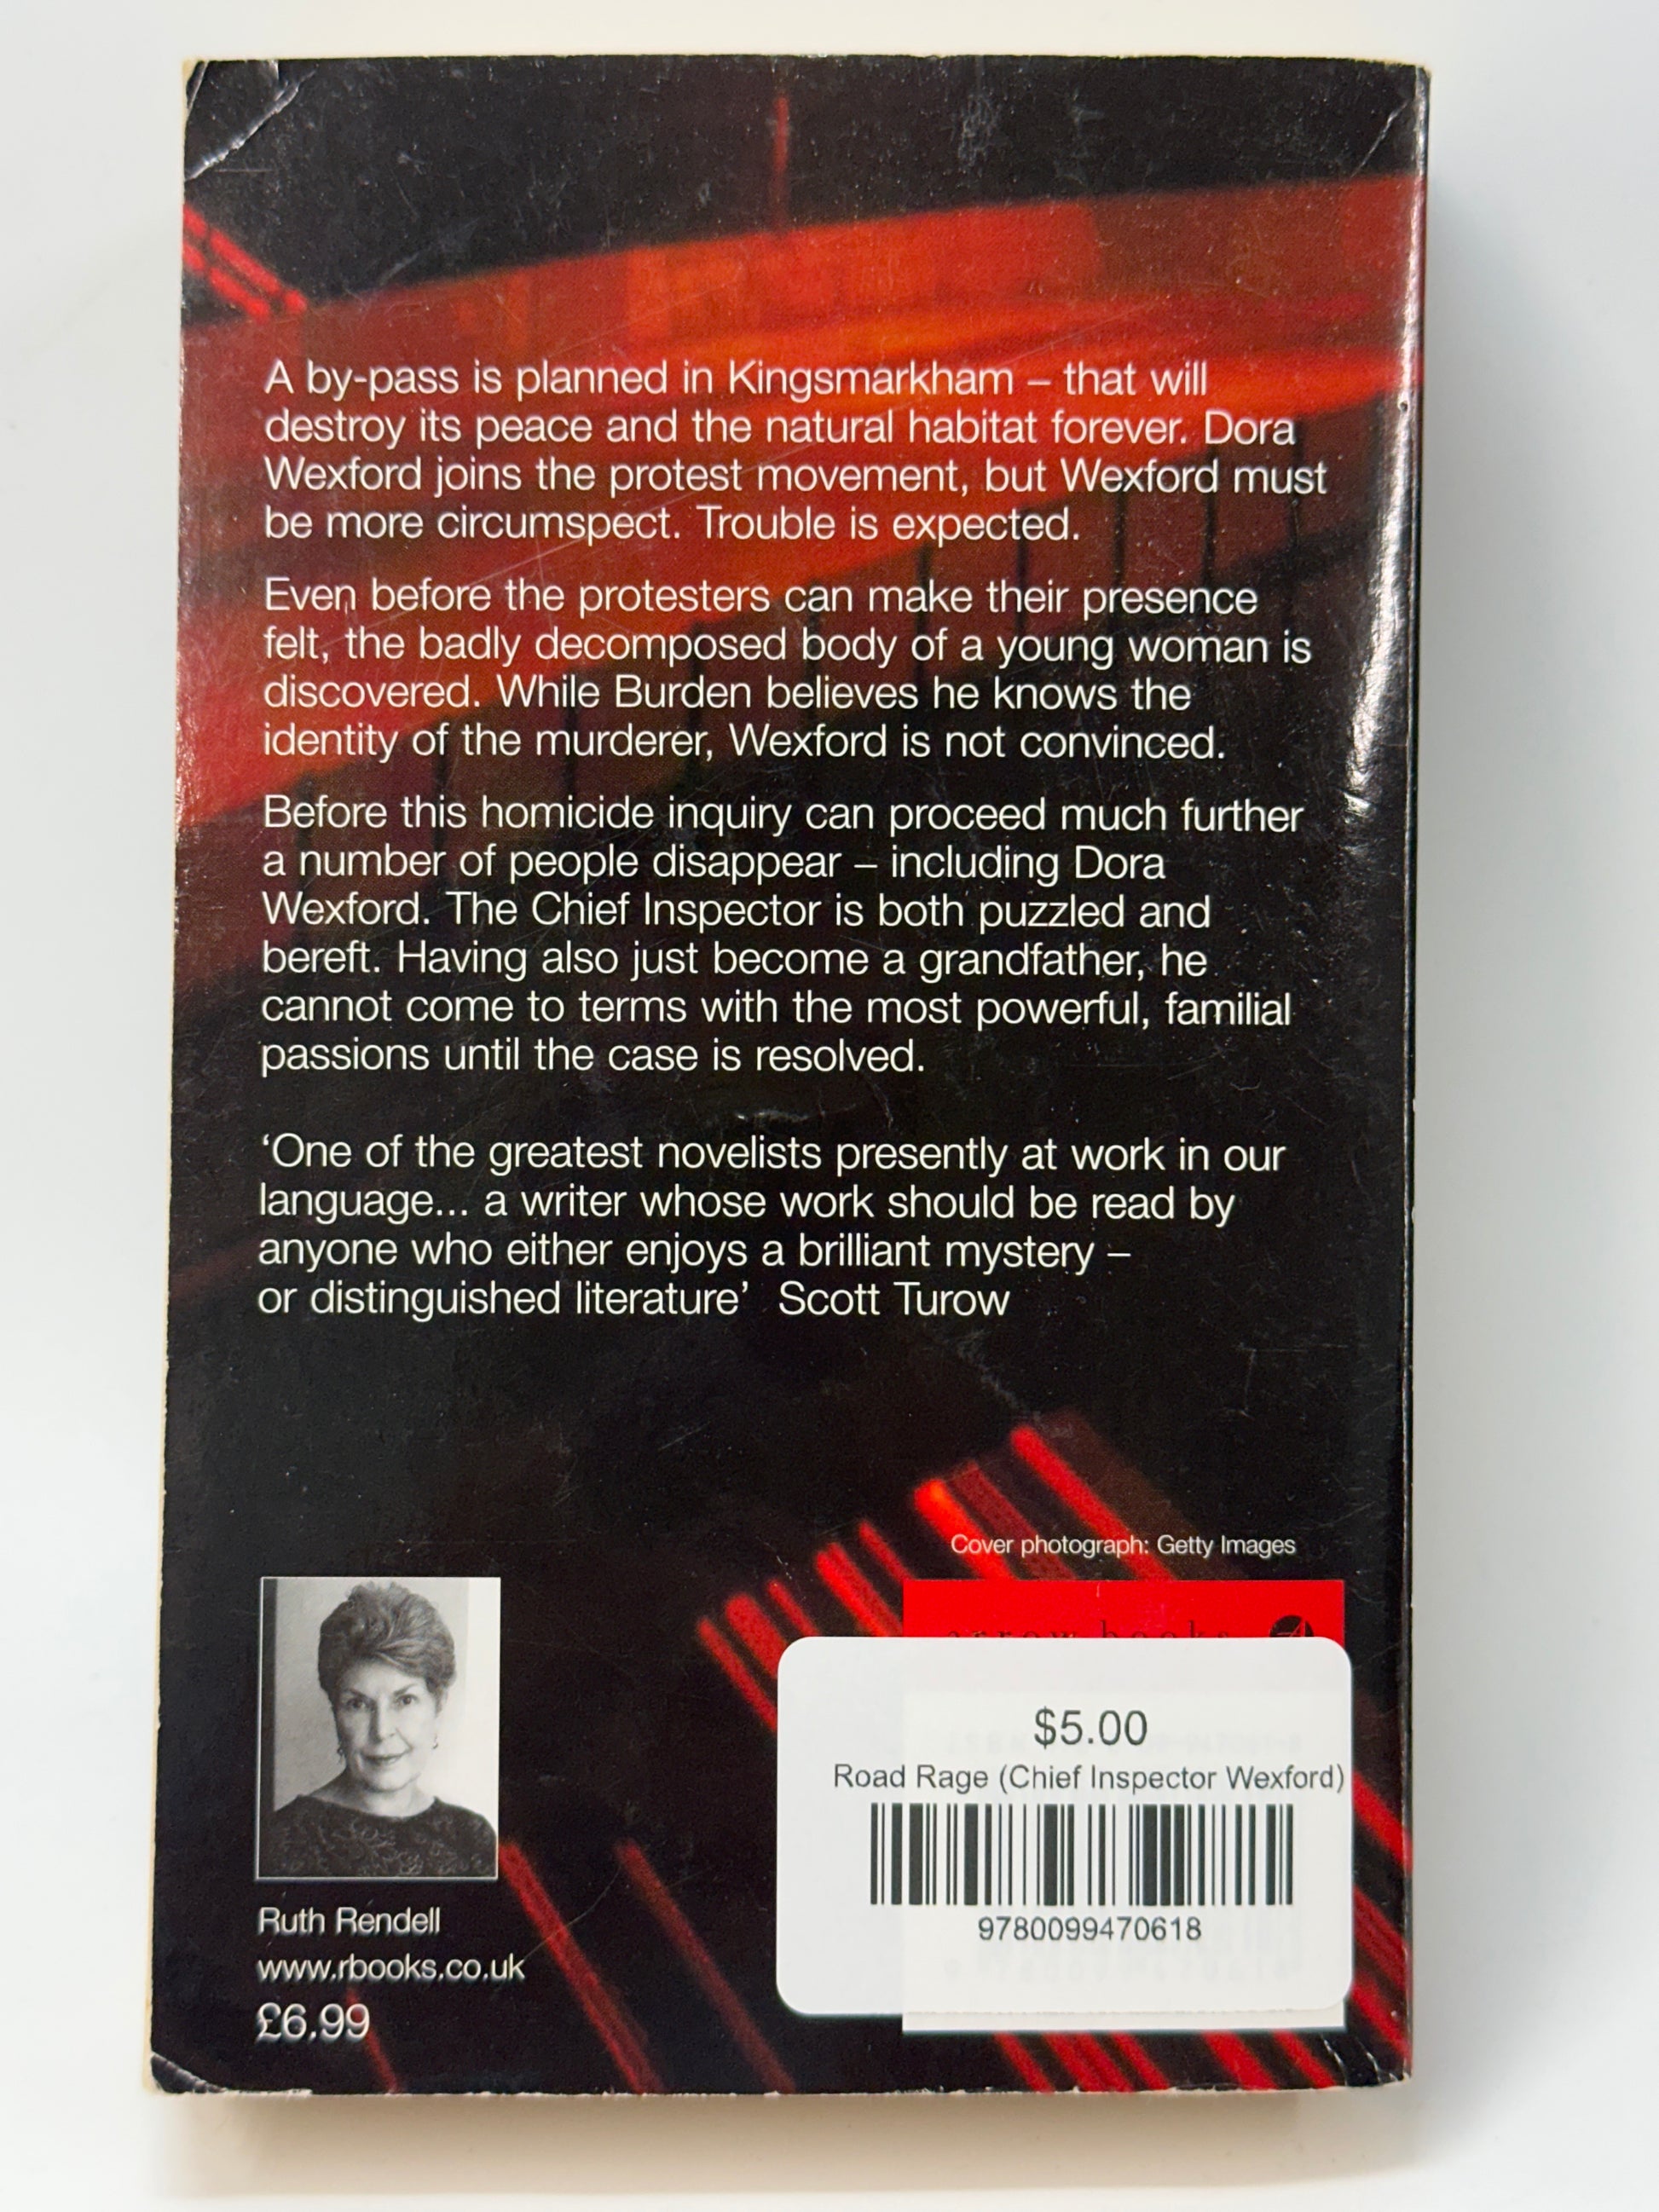 A by-pass is planned in Kingsmarkham – that will
destroy its peace and the natural habitat forever. Dora
Wexford joins the protest movement, but Wexford must
be more circumspect. Trouble is expected.
Even before the protesters can make their presence
felt, the badly decomposed body of a young woman is
discovered. While Burden believes he knows the
identity of the murderer, Wexford is not convinced.
Before this homicide inquiry can proceed much further
a number of people disappear – including Dora
Wexford. The Chief Inspector is both puzzled and
bereft. Having also just become a grandfather, he
cannot come to terms with the most powerful, familial
passions until the case is resolved.
‘One of the greatest novelists presently at work in our
language... a writer whose work should be read by
anyone who either enjoys a brilliant mystery –
or distinguished literature’ Scott Turow
Cover photograph: Getty Images
arrow books
$5.00
Road Rage (Chief Inspector Wexford)
9780099470618
Ruth Rendell
www.rbooks.co.uk
£6.99